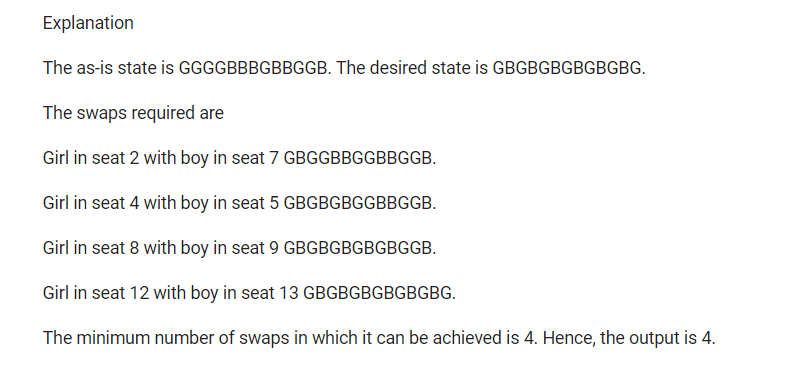 Explanation
The as-is state is GGGGBBBGBBGGB. The desired state is GBGBGBGBGBGBG.
The swaps required are
Girl in seat 2 with boy in seat 7 GBGGBBGGBBGGB.
Girl in seat 4 with boy in seat 5 GBGBGBGGBBGGB.
Girl in seat 8 with boy in seat 9 GBGBGBGBGBGGB.
Girl in seat 12 with boy in seat 13 GBGBGBGBGBGBG.
The minimum number of swaps in which it can be achieved is 4. Hence, the output is 4.